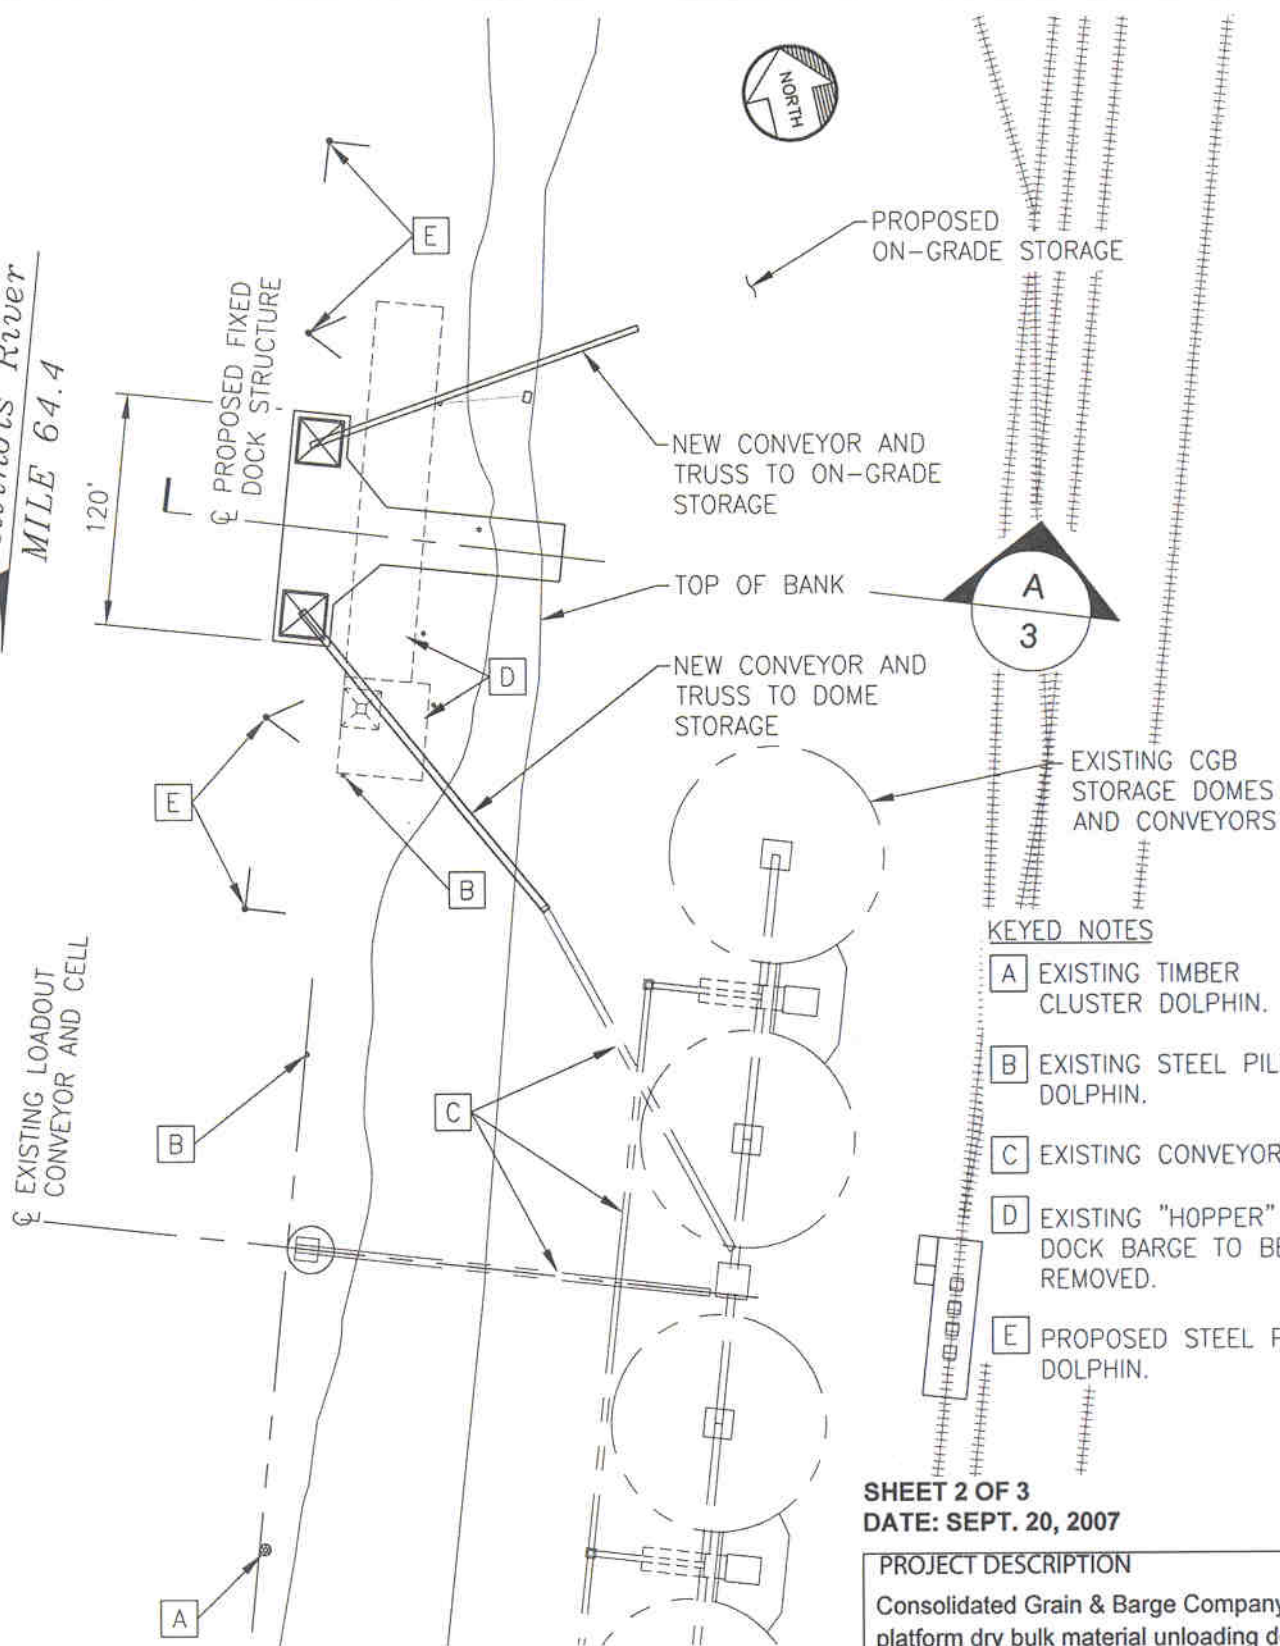 River
MILE 64.4
NORTH
PROPOSED
ON-GRADE STORAGE
E
PROPOSED FIXED
DOCK STRUCTURE
120'
NEW CONVEYOR AND
TRUSS TO ON-GRADE
STORAGE
TOP OF BANK
A
3
D
NEW CONVEYOR AND
TRUSS TO DOME
STORAGE
E
EXISTING CGB
STORAGE DOMES
AND CONVEYORS
B
EXISTING LOADOUT
CONVEYOR AND CELL
C
B
KEYED NOTES
A EXISTING TIMBER
CLUSTER DOLPHIN.
B EXISTING STEEL PIL
DOLPHIN.
C EXISTING CONVEYOR
D EXISTING "HOPPER"
DOCK BARGE TO BE
REMOVED.
E PROPOSED STEEL P
DOLPHIN.
A
SHEET 2 OF 3
DATE: SEPT. 20, 2007
PROJECT DESCRIPTION
Consolidated Grain & Barge Company
platform dry bulk material unloading d